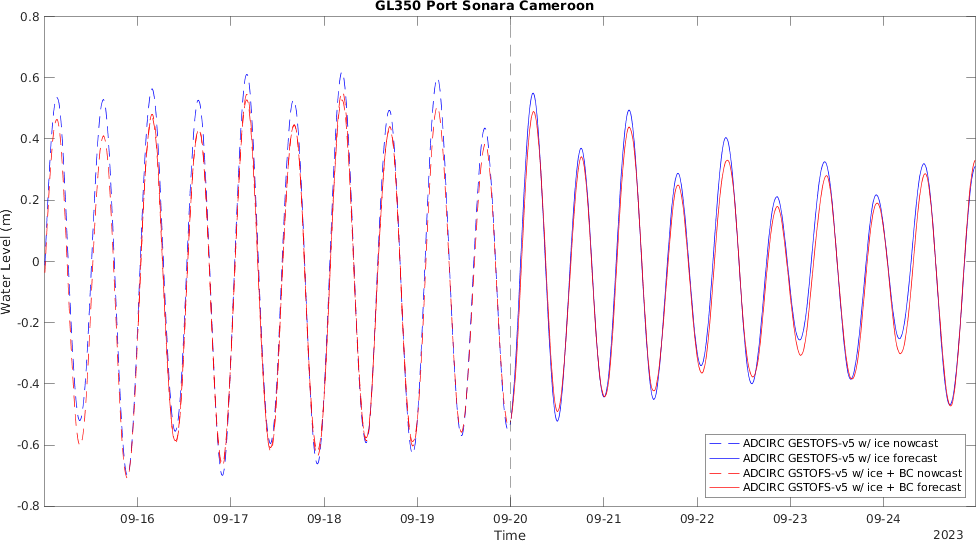 GL350 Port Sonara Cameroon
0.8
0.6
0.4
0.2
0
-0.2
-0.4
-0.6
-0.8
Water Level (m)
ADCIRC GESTOFS-v5 w/ ice nowcast
ADCIRC GESTOFS-v5 w/ ice forecast
ADCIRC GSTOFS-v5 w/ ice + BC nowcast
ADCIRC GSTOFS-v5 w/ ice + BC forecast
09-16 09-17 09-18 09-19 09-20 09-21 09-22 09-23 09-24
Time
2023